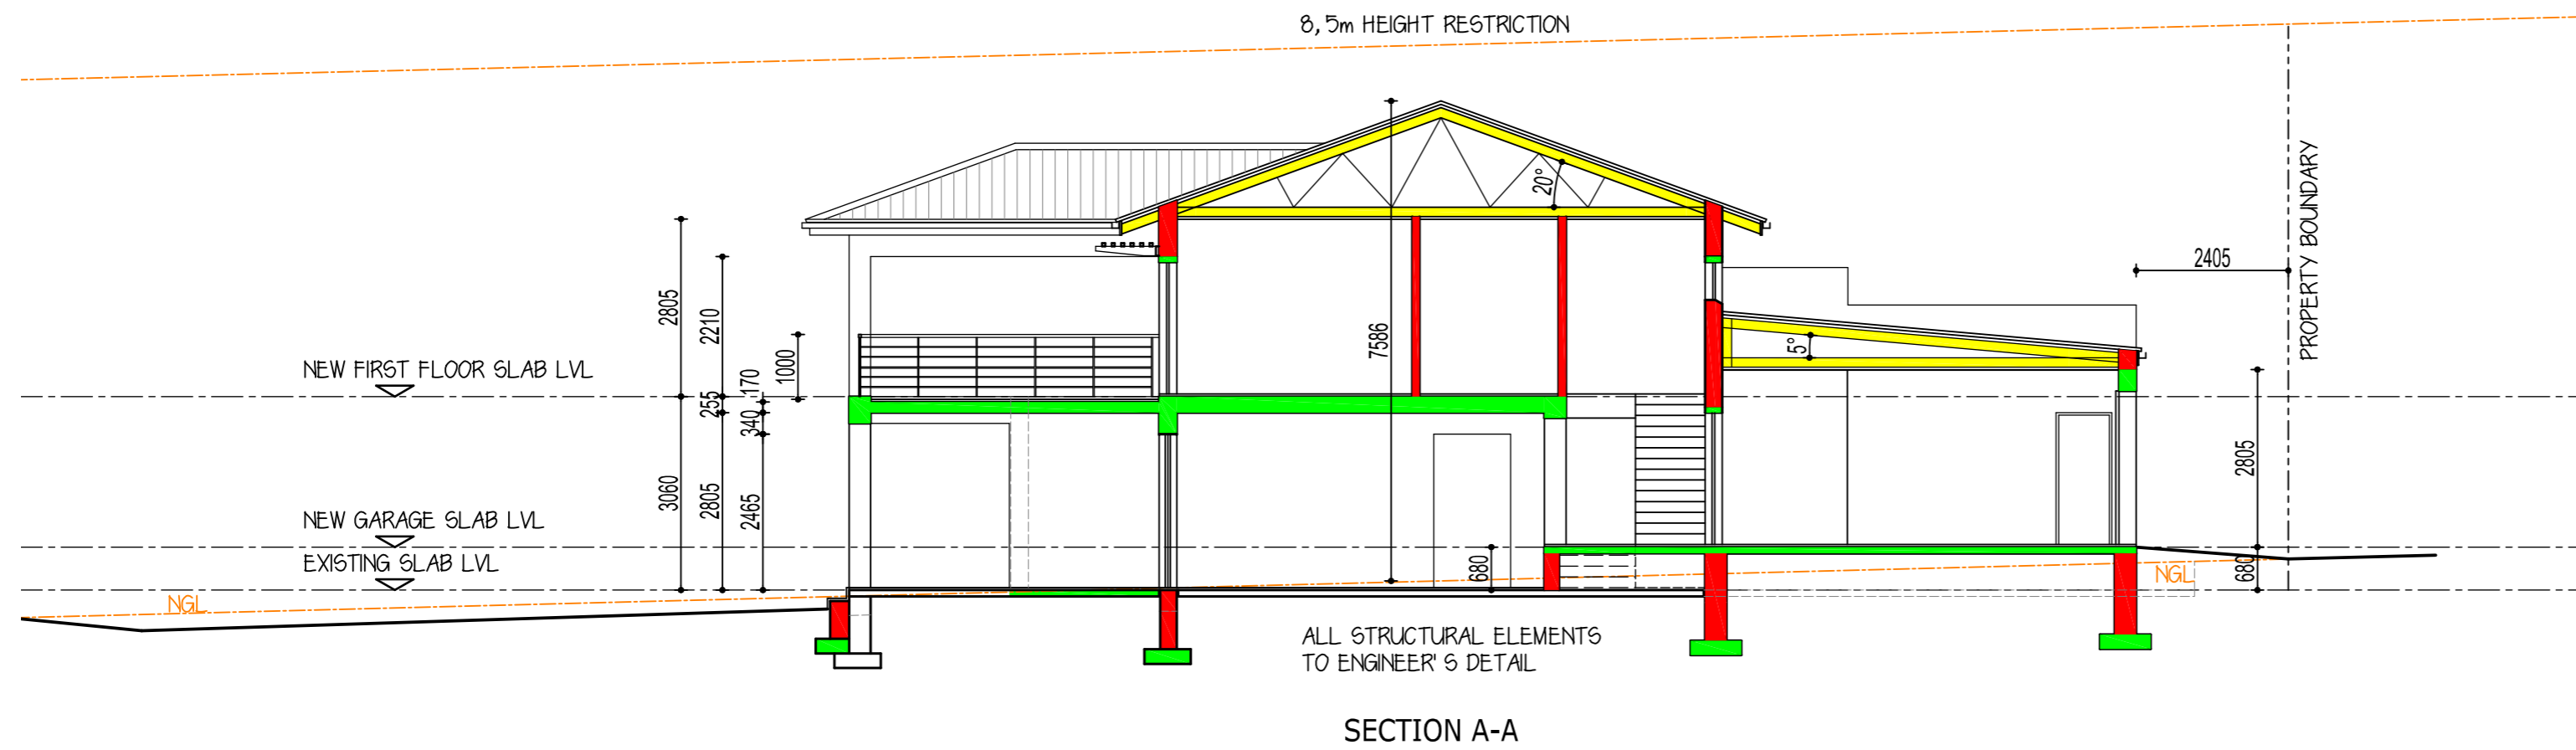 8,5m HEIGHT RESTRICTION
PROPERTY BOUNDARY
2405
20°
5°
7586
2805
2210
1000
170
255
340
3060
2805
2465
680
2805
680
NEW FIRST FLOOR SLAB LVL
NEW GARAGE SLAB LVL
EXISTING SLAB LVL
NGL
NGL
ALL STRUCTURAL ELEMENTS
TO ENGINEER'S DETAIL
SECTION A-A